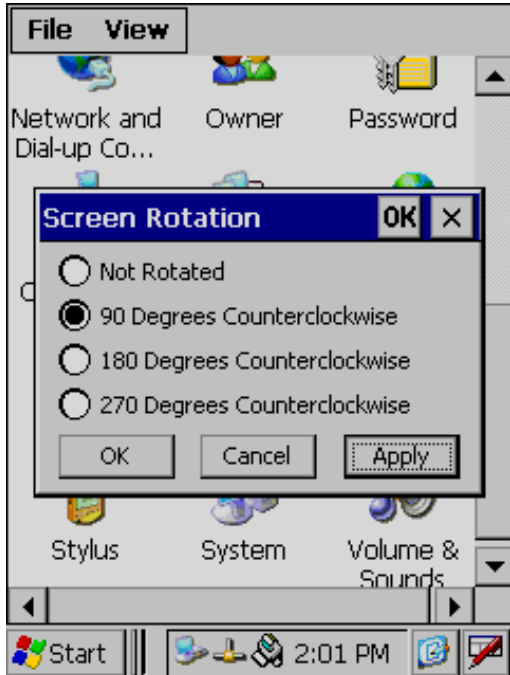 File View
Network and Dial-up Co...
Owner
Password
Screen Rotation OK
Not Rotated
90 Degrees Counterclockwise
180 Degrees Counterclockwise
270 Degrees Counterclockwise
OK Cancel Apply
Stylus
System
Volume & Sounds
Start 2:01 PM